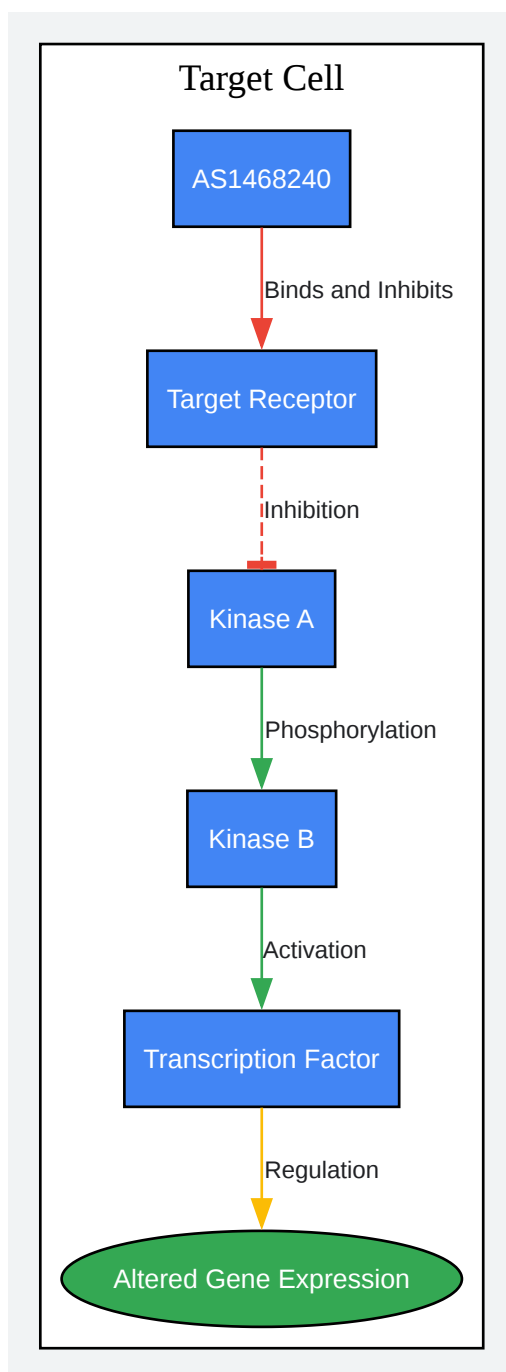 Target Cell
AS1468240
Binds and Inhibits
Target Receptor
Inhibition
Kinase A
Phosphorylation
Kinase B
Activation
Transcription Factor
Regulation
Altered Gene Expression